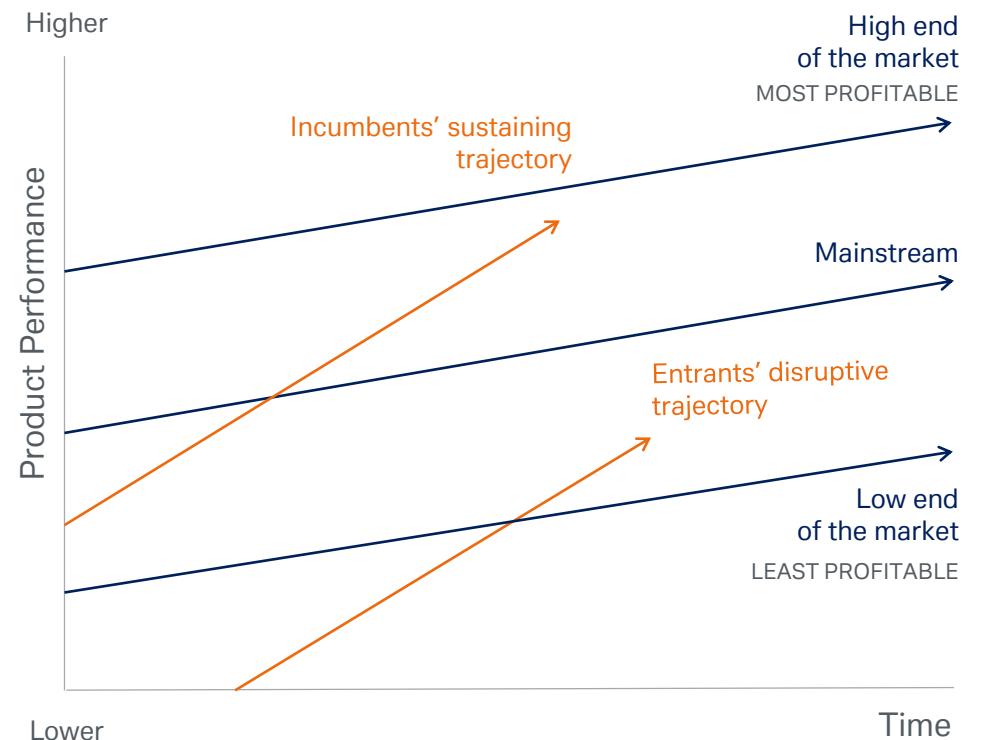 Higher
High end
of the market
MOST PROFITABLE
Incumbents’ sustaining
trajectory
Product Performance
Mainstream
Entrants’ disruptive
trajectory
Low end
of the market
LEAST PROFITABLE
Lower
Time